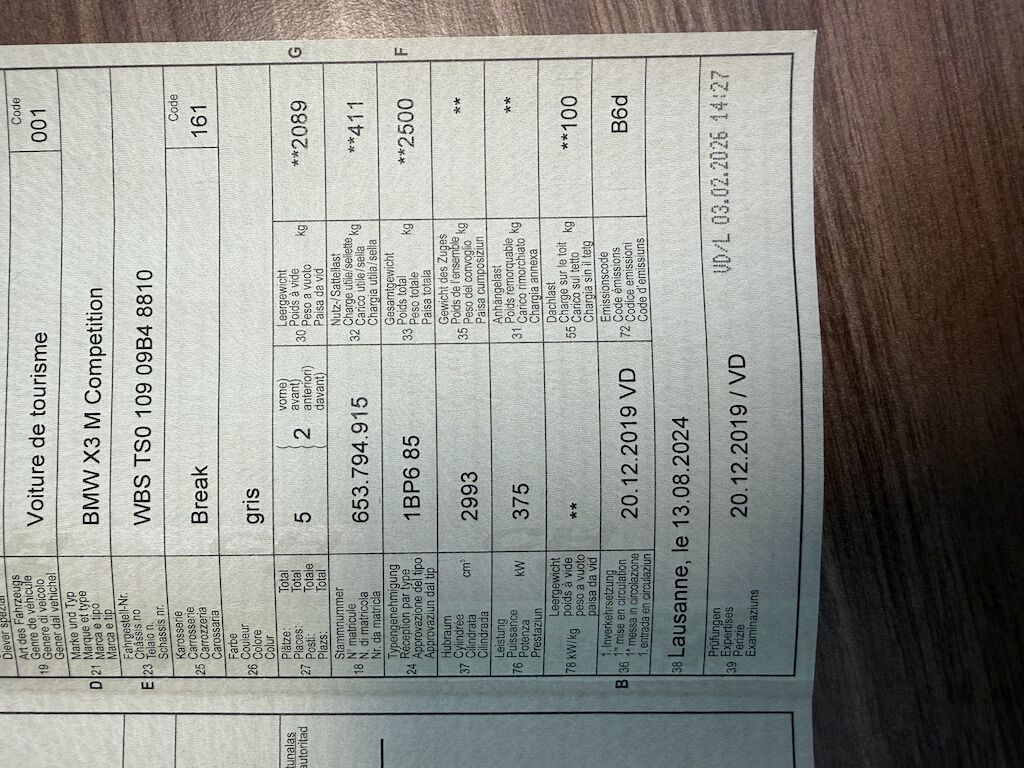 Art des Fahrzeugs
Genre de véhicule
19 Genere di veicolo
Gener dal vehichel
Voiture de tourisme
Code
001
Marke und Typ
D 21 Marque et type
Marca e tipo
Marca e tip
BMW X3 M Competition
Fahrgestell-Nr.
E 23 Châssis no
Telaio n.
Schassis nr.
WBS TS0 109 09B4 8810
Karosserie
25 Carrosserie
Carrozzeria
Carossaria
Break
Code
161
Farbe
26 Couleur
Colore
Colur
gris
Plätze: Total
27 Places: Total
Posti: Totale
Plazs: Total
5 { 2 vorne)
avant)
anteriori)
davant)
Leergewicht
30 Poids à vide kg
Peso a vuoto
Paisa da vid
**2089 G
Stammnummer
18 N° matricule
N. di matricola
Nr. da matricla
653.794.915
Nutz-/Sattellast
32 Charge utile/sellette kg
Carico utile/sella
Chargia utila/sella
**411
Typengenehmigung
24 Réception par type
Approvazione del tipo
Approvaziun dal tip
1BP6 85
Gesamtgewicht
33 Poids total kg
Peso totale
Paisa totala
**2500 F
Hubraum
37 Cylindrée cm³
Cilindrata
Cilindrada
2993
Gewicht des Zuges
35 Poids de l'ensemble kg
Peso del convoglio
Paisa cumposiziun
**
Leistung
76 Puissance kW
Potenza
Prestaziun
375
Anhängelast
31 Poids remorquable kg
Carico rimorchiato
Chargia annexa
**
Leergewicht
78 kW/kg poids à vide
peso a vuoto
paisa da vid
**
Dachlast
55 Charge sur le toit kg
Carico sul tetto
Chargia sin il tetg
**100
1. Inverkehrsetzung
B 36 1re mise en circulation
1a messa in circolazione
1. entrada en circulaziun
20.12.2019 VD
Emissionscode
72 Code émissions
Codice emissioni
Code d'emissiuns
B6d
38 Lausanne, le 13.08.2024
Prüfungen
39 Expertises
Perizie
Examinaziuns
20.12.2019 / VD
VD/L 03.02.2026 14:27
autoritad